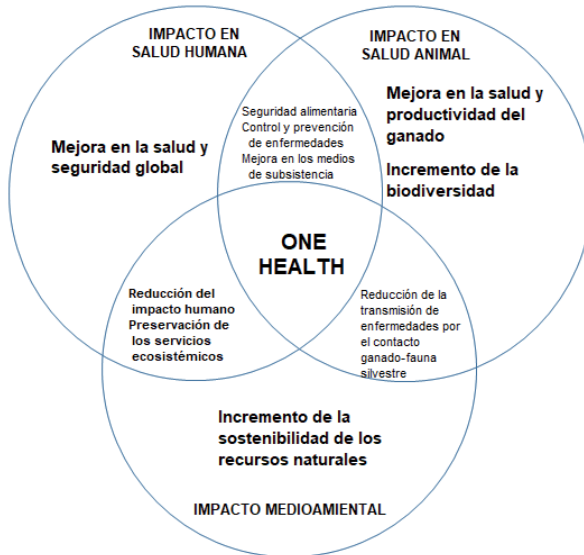 IMPACTO EN
SALUD HUMANA
IMPACTO EN
SALUD ANIMAL
Mejora en la salud y
seguridad global
Seguridad alimentaria
Control y prevención
de enfermedades
Mejora en los medios
de subsistencia
Mejora en la salud y
productividad del
ganado
Incremento de la
biodiversidad
ONE
HEALTH
Reducción del
impacto humano
Preservación de
los servicios
ecosistémicos
Reducción de la
transmisión de
enfermedades por
el contacto
ganado-fauna
silvestre
Incremento de la
sostenibilidad de los
recursos naturales
IMPACTO MEDIOAMIENTAL